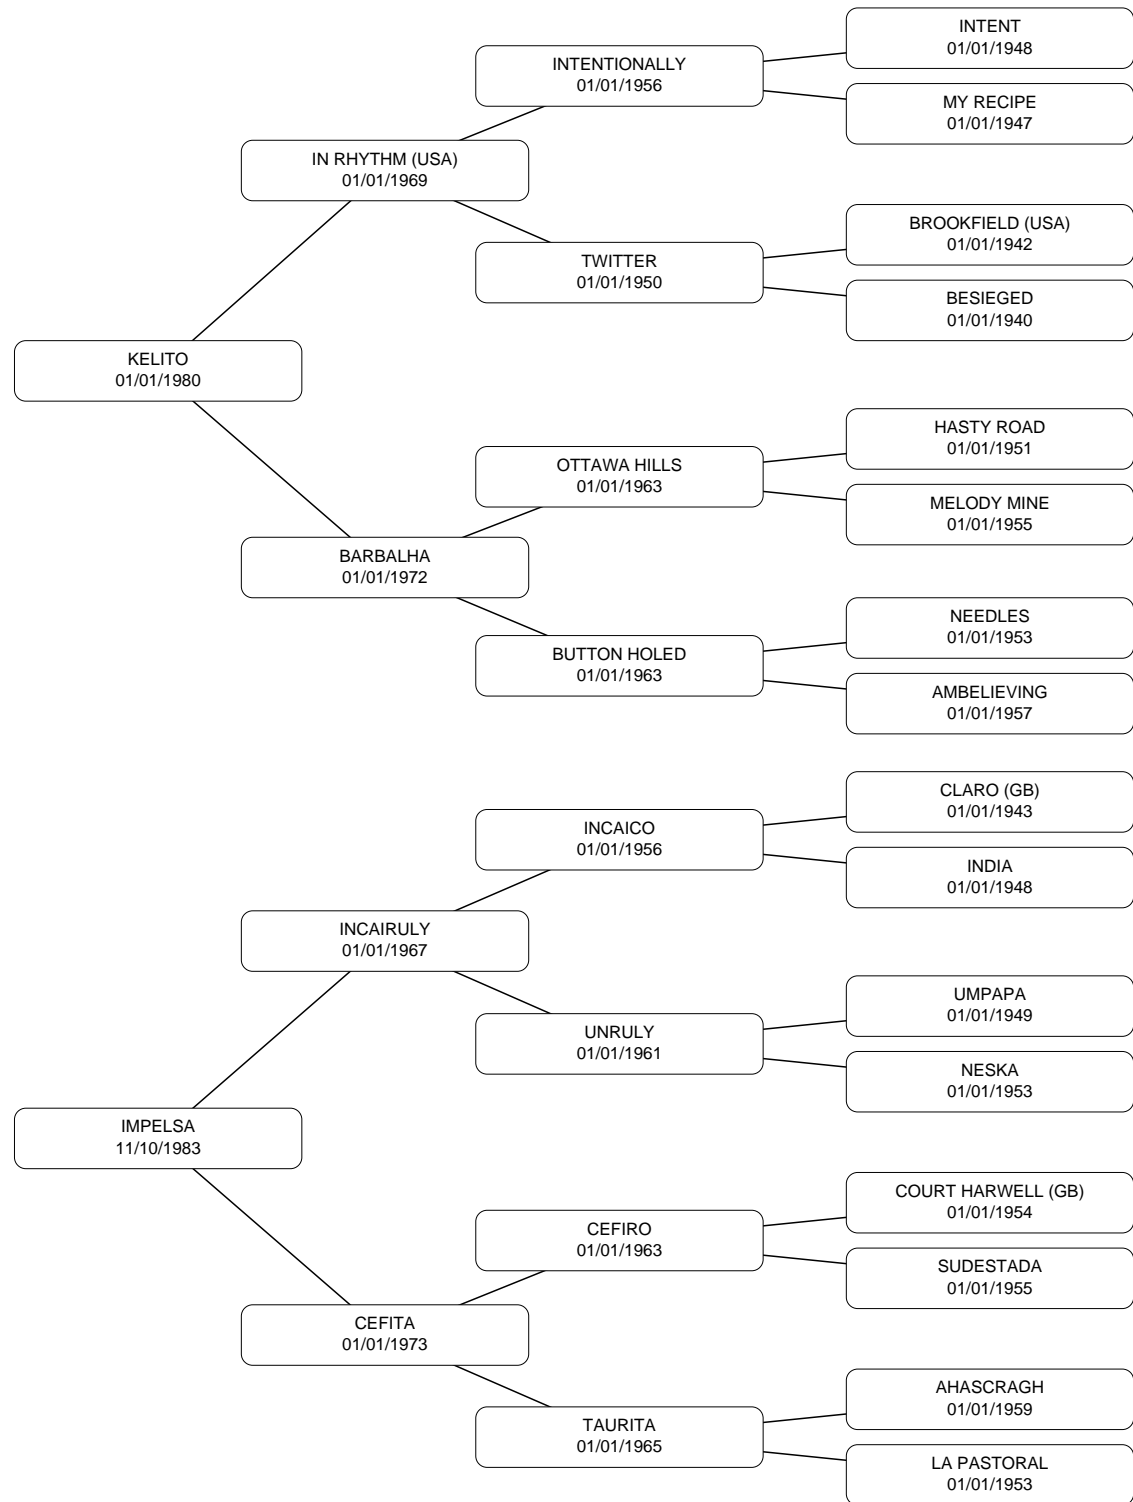 INTENT
01/01/1948
INTENTIONALLY
01/01/1956
MY RECIPE
01/01/1947
IN RHYTHM (USA)
01/01/1969
BROOKFIELD (USA)
01/01/1942
TWITTER
01/01/1950
BESIEGED
01/01/1940
KELITO
01/01/1980
HASTY ROAD
01/01/1951
OTTAWA HILLS
01/01/1963
MELODY MINE
01/01/1955
BARBALHA
01/01/1972
NEEDLES
01/01/1953
BUTTON HOLED
01/01/1963
AMBELIEVING
01/01/1957
CLARO (GB)
01/01/1943
INCAICO
01/01/1956
INDIA
01/01/1948
INCAIRULY
01/01/1967
UMPAPA
01/01/1949
UNRULY
01/01/1961
NESKA
01/01/1953
IMPELSA
11/10/1983
COURT HARWELL (GB)
01/01/1954
CEFIRO
01/01/1963
SUDESTADA
01/01/1955
CEFITA
01/01/1973
AHASCRAGH
01/01/1959
TAURITA
01/01/1965
LA PASTORAL
01/01/1953